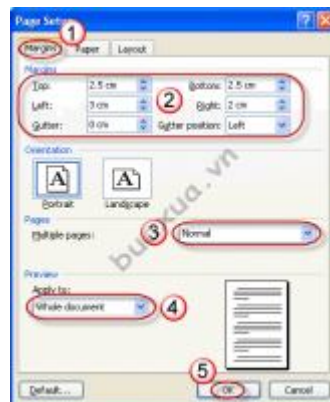 Page Setup
1
Margins Paper Layout
Margins
Top: 2.5 cm Bottom: 2.5 cm
Left: 3 cm 2 Right: 2 cm
Gutter: 0 cm Gutter position: Left
Orientation
Portrait Landscape
Pages
Multiple pages: 3 Normal
buaxua.vn
Preview
Apply to:
Whole document 4
5
Default... OK Cancel